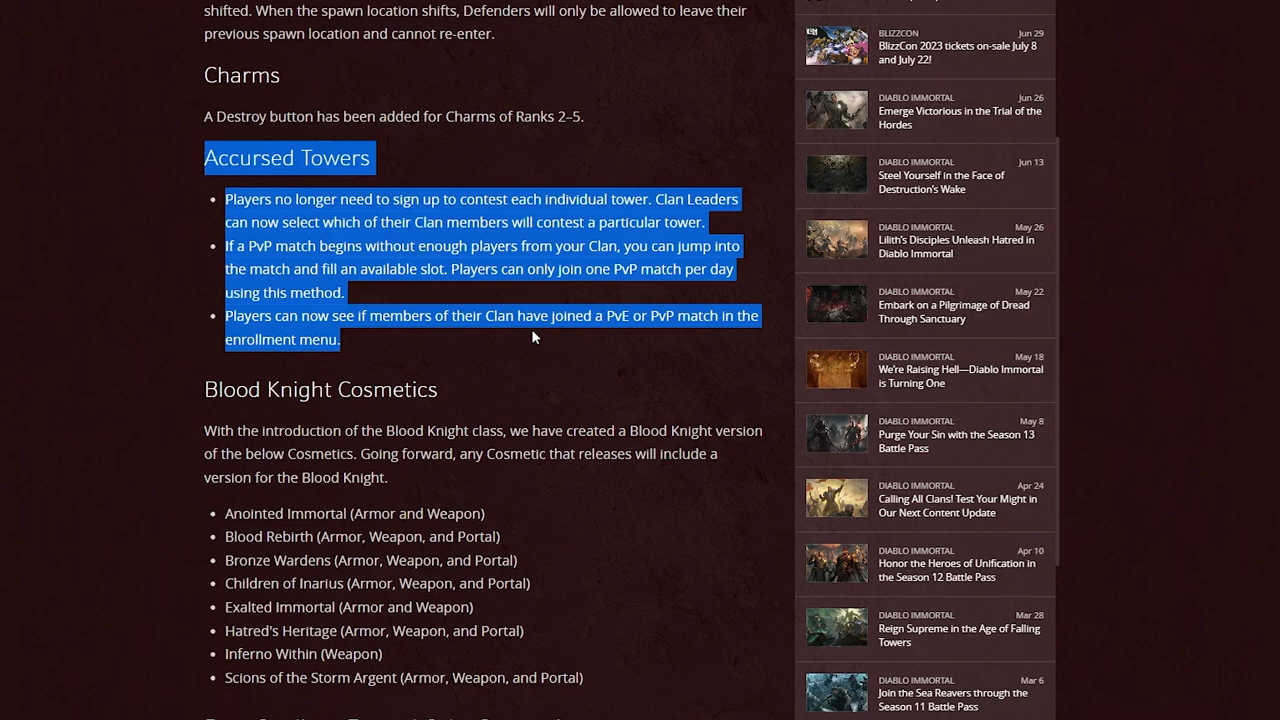 shifted. When the spawn location shifts, Defenders will only be allowed to leave their
previous spawn location and cannot re-enter.
Charms
A Destroy button has been added for Charms of Ranks 2–5.
Accursed Towers
• Players no longer need to sign up to contest each individual tower. Clan Leaders
can now select which of their Clan members will contest a particular tower.
• If a PvP match begins without enough players from your Clan, you can jump into
the match and fill an available slot. Players can only join one PvP match per day
using this method.
• Players can now see if members of their Clan have joined a PvE or PvP match in the
enrollment menu.
Blood Knight Cosmetics
With the introduction of the Blood Knight class, we have created a Blood Knight version
of the below Cosmetics. Going forward, any Cosmetic that releases will include a
version for the Blood Knight.
• Anointed Immortal (Armor and Weapon)
• Blood Rebirth (Armor, Weapon, and Portal)
• Bronze Wardens (Armor, Weapon, and Portal)
• Children of Inarius (Armor, Weapon, and Portal)
• Exalted Immortal (Armor and Weapon)
• Hatred's Heritage (Armor, Weapon, and Portal)
• Inferno Within (Weapon)
• Scions of the Storm Argent (Armor, Weapon, and Portal)
BLIZZCON Jun 29
BlizzCon 2023 tickets on-sale July 8
and July 22!
DIABLO IMMORTAL Jun 26
Emerge Victorious in the Trial of the
Hordes
DIABLO IMMORTAL Jun 13
Steel Yourself in the Face of
Destruction's Wake
DIABLO IMMORTAL May 26
Lilith's Disciples Unleash Hatred in
Diablo Immortal
DIABLO IMMORTAL May 22
Embark on a Pilgrimage of Dread
Through Sanctuary
DIABLO IMMORTAL May 18
We're Raising Hell—Diablo Immortal
is Turning One
DIABLO IMMORTAL May 8
Purge Your Sin with the Season 13
Battle Pass
DIABLO IMMORTAL Apr 24
Calling All Clans! Test Your Might in
Our Next Content Update
DIABLO IMMORTAL Apr 10
Honor the Heroes of Unification in
the Season 12 Battle Pass
DIABLO IMMORTAL Mar 28
Reign Supreme in the Age of Falling
Towers
DIABLO IMMORTAL Mar 6
Join the Sea Reavers through the
Season 11 Battle Pass